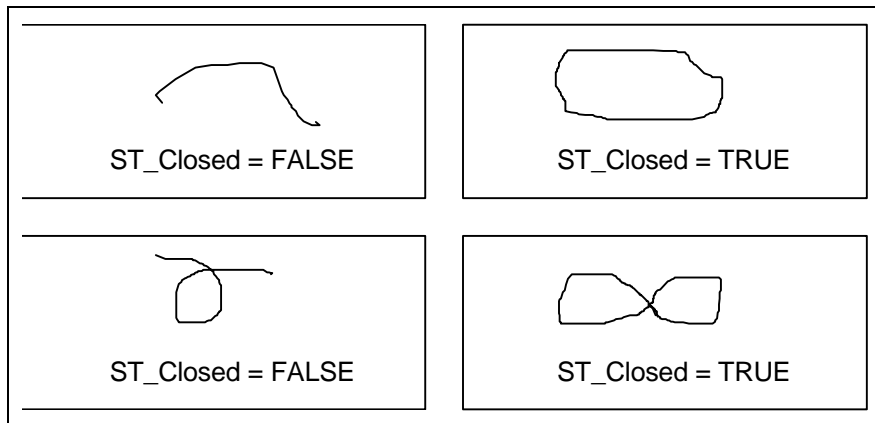 ST_Closed = FALSE
ST_Closed = TRUE
ST_Closed = FALSE
ST_Closed = TRUE